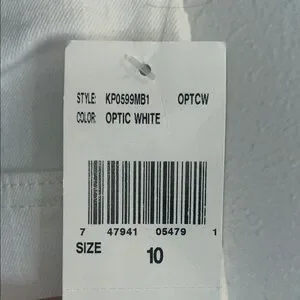 STYLE: KP0599MB1 OPTCW
COLOR: OPTIC WHITE
7 47941 05479 1
SIZE 10